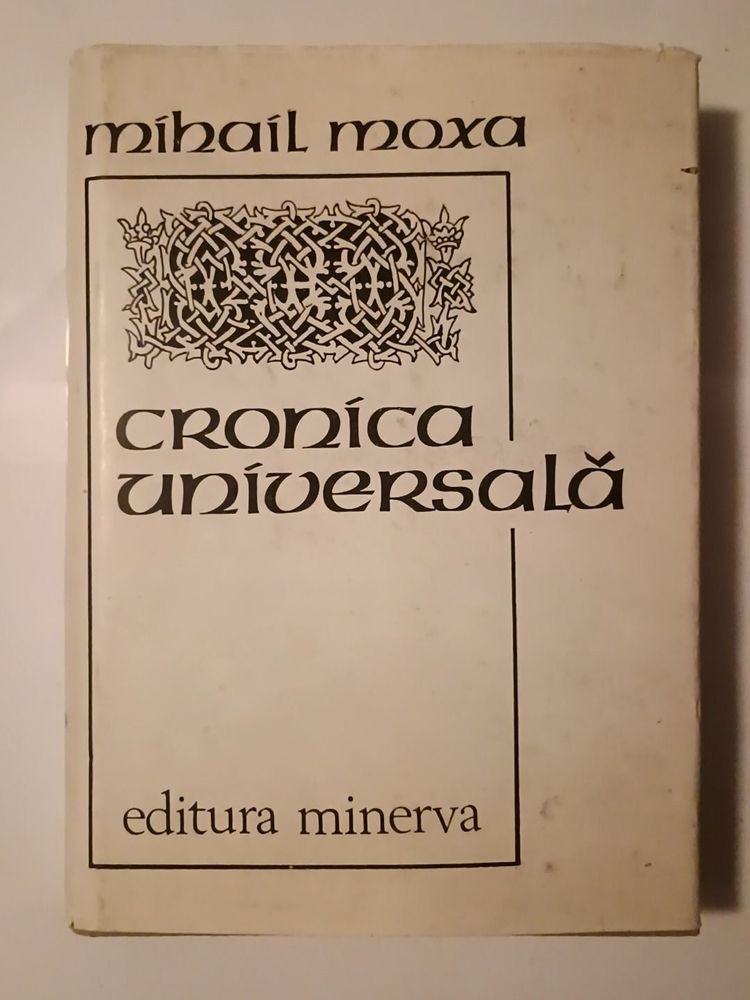 mihail moxa
cronica
universală
editura minerva